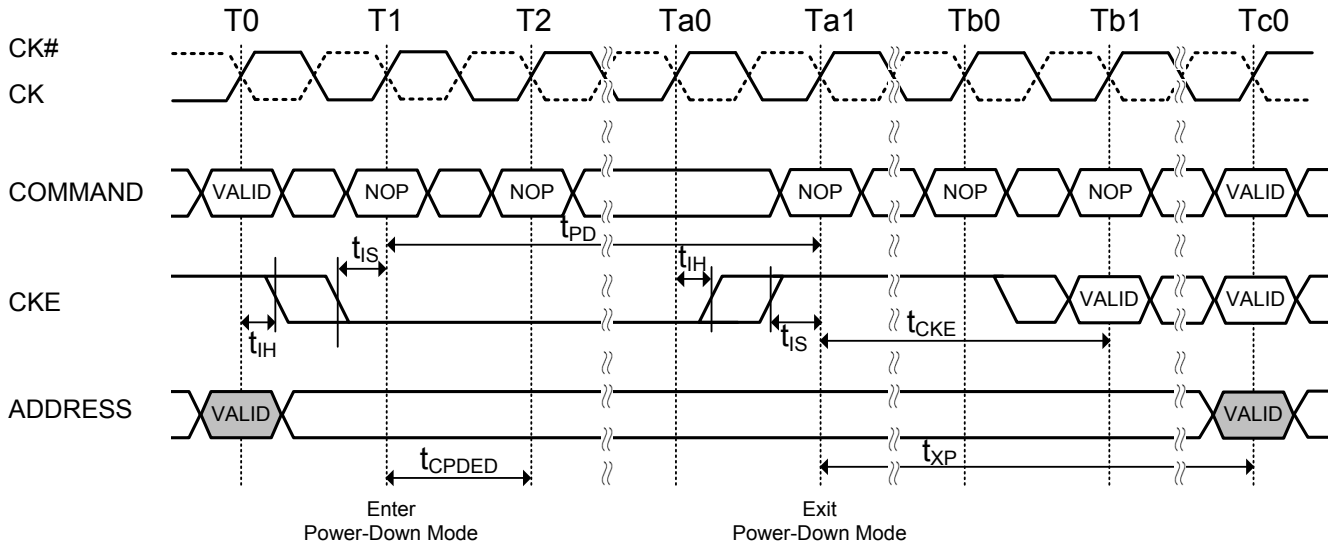 T0 T1 T2 Ta0 Ta1 Tb0 Tb1 Tc0
CK#
CK
COMMAND VALID NOP NOP NOP NOP NOP VALID
tPD
tIS tIH
CKE VALID VALID
tIH tIS tCKE
ADDRESS VALID VALID
tCPDED tXP
Enter Exit
Power-Down Mode Power-Down Mode